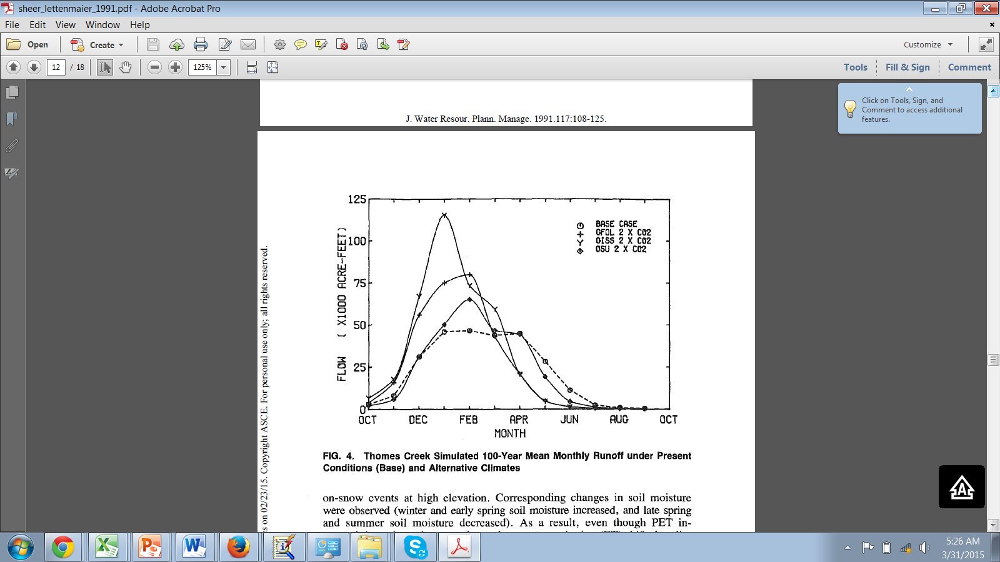 sheer_lettenmaier_1991.pdf - Adobe Acrobat Pro
File Edit View Window Help
Open Create Customize
12 / 18 125% Tools Fill & Sign Comment
Click on Tools, Sign, and
Comment to access additional
features.
J. Water Resour. Plann. Manage. 1991.117:108-125.
s on 02/23/15. Copyright ASCE. For personal use only; all rights reserved.
FLOW ( X1000 ACRE-FEET)
125
100
75
50
25
0
BASE CASE
GFDL 2 X CO2
GISS 2 X CO2
OSU 2 X CO2
OCT DEC FEB APR JUN AUG OCT
MONTH
FIG. 4. Thomes Creek Simulated 100-Year Mean Monthly Runoff under Present
Conditions (Base) and Alternative Climates
on-snow events at high elevation. Corresponding changes in soil moisture
were observed (winter and early spring soil moisture increased, and late spring
and summer soil moisture decreased). As a result, even though PET in-
A
5:26 AM
3/31/2015